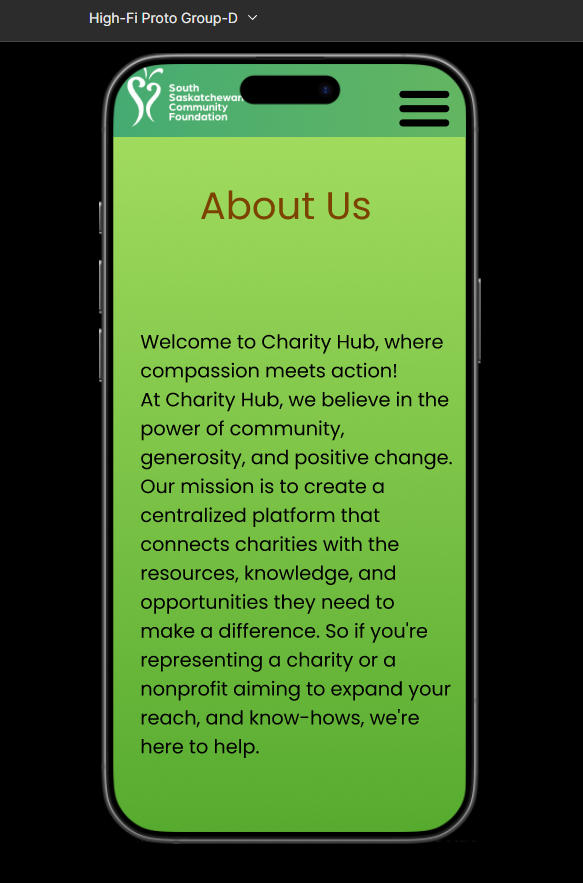 High-Fi Proto Group-D
South
Saskatchewan
Community
Foundation
About Us
Welcome to Charity Hub, where
compassion meets action!
At Charity Hub, we believe in the
power of community,
generosity, and positive change.
Our mission is to create a
centralized platform that
connects charities with the
resources, knowledge, and
opportunities they need to
make a difference. So if you're
representing a charity or a
nonprofit aiming to expand your
reach, and know-hows, we're
here to help.